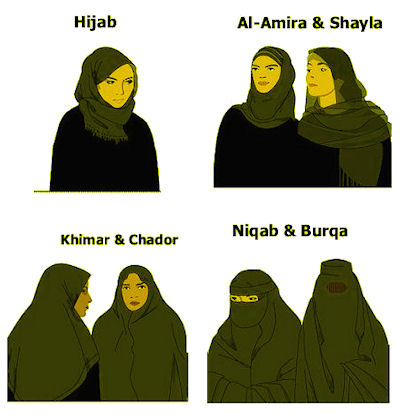 Hijab
Al-Amira & Shayla
Khimar & Chador
Niqab & Burqa